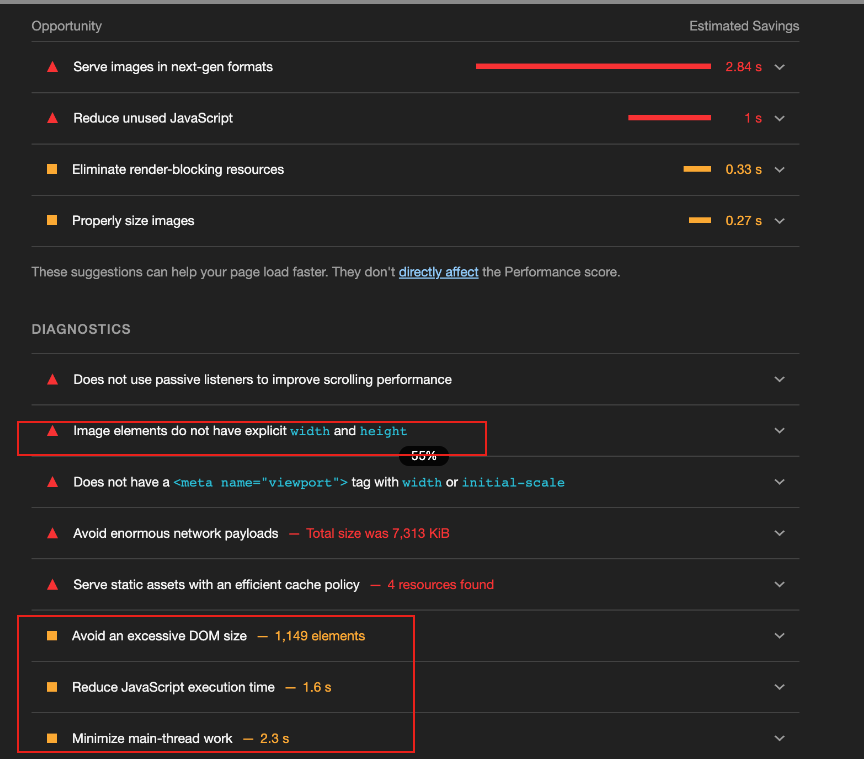 Opportunity Estimated Savings
Serve images in next-gen formats 2.84 s
Reduce unused JavaScript 1 s
Eliminate render-blocking resources 0.33 s
Properly size images 0.27 s
These suggestions can help your page load faster. They don't directly affect the Performance score.
DIAGNOSTICS
Does not use passive listeners to improve scrolling performance
Image elements do not have explicit width and height
55%
Does not have a <meta name="viewport"> tag with width or initial-scale
Avoid enormous network payloads — Total size was 7,313 KiB
Serve static assets with an efficient cache policy — 4 resources found
Avoid an excessive DOM size — 1,149 elements
Reduce JavaScript execution time — 1.6 s
Minimize main-thread work — 2.3 s